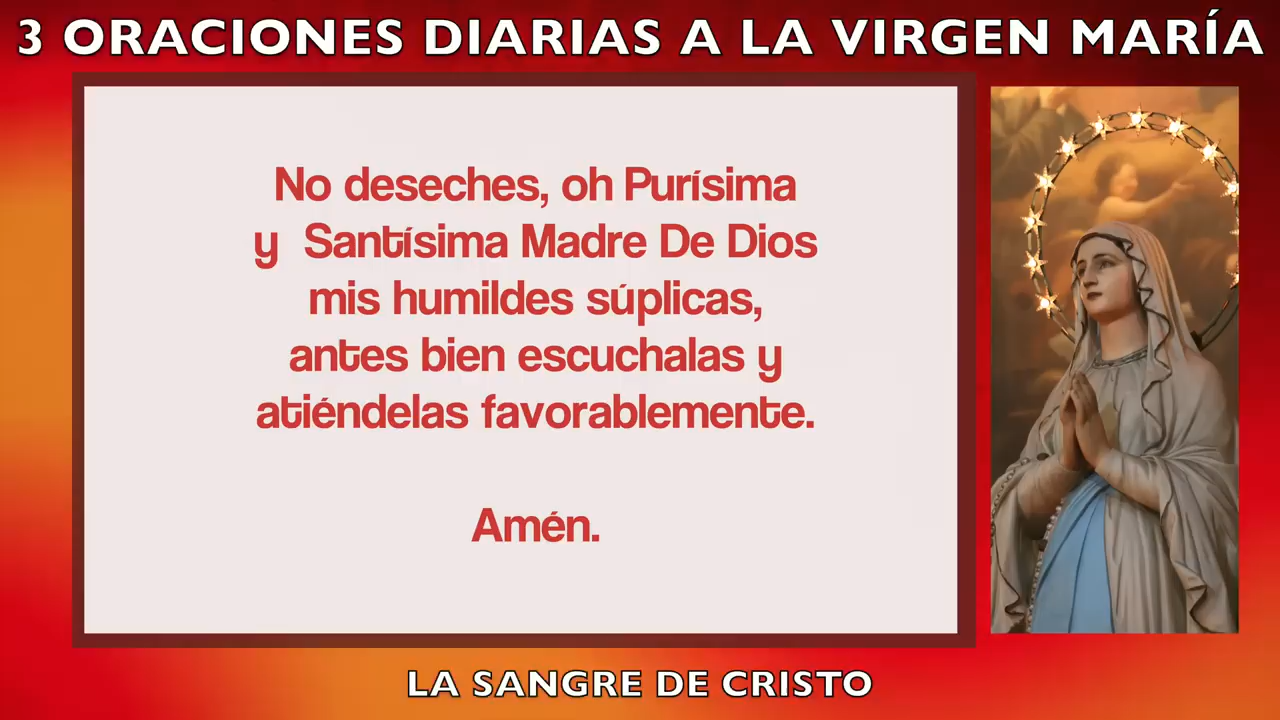 3 ORACIONES DIARIAS A LA VIRGEN MARÍA
No deseches, oh Purísima
y Santísima Madre De Dios
mis humildes súplicas,
antes bien escuchalas y
atiéndelas favorablemente.
Amén.
LA SANGRE DE CRISTO